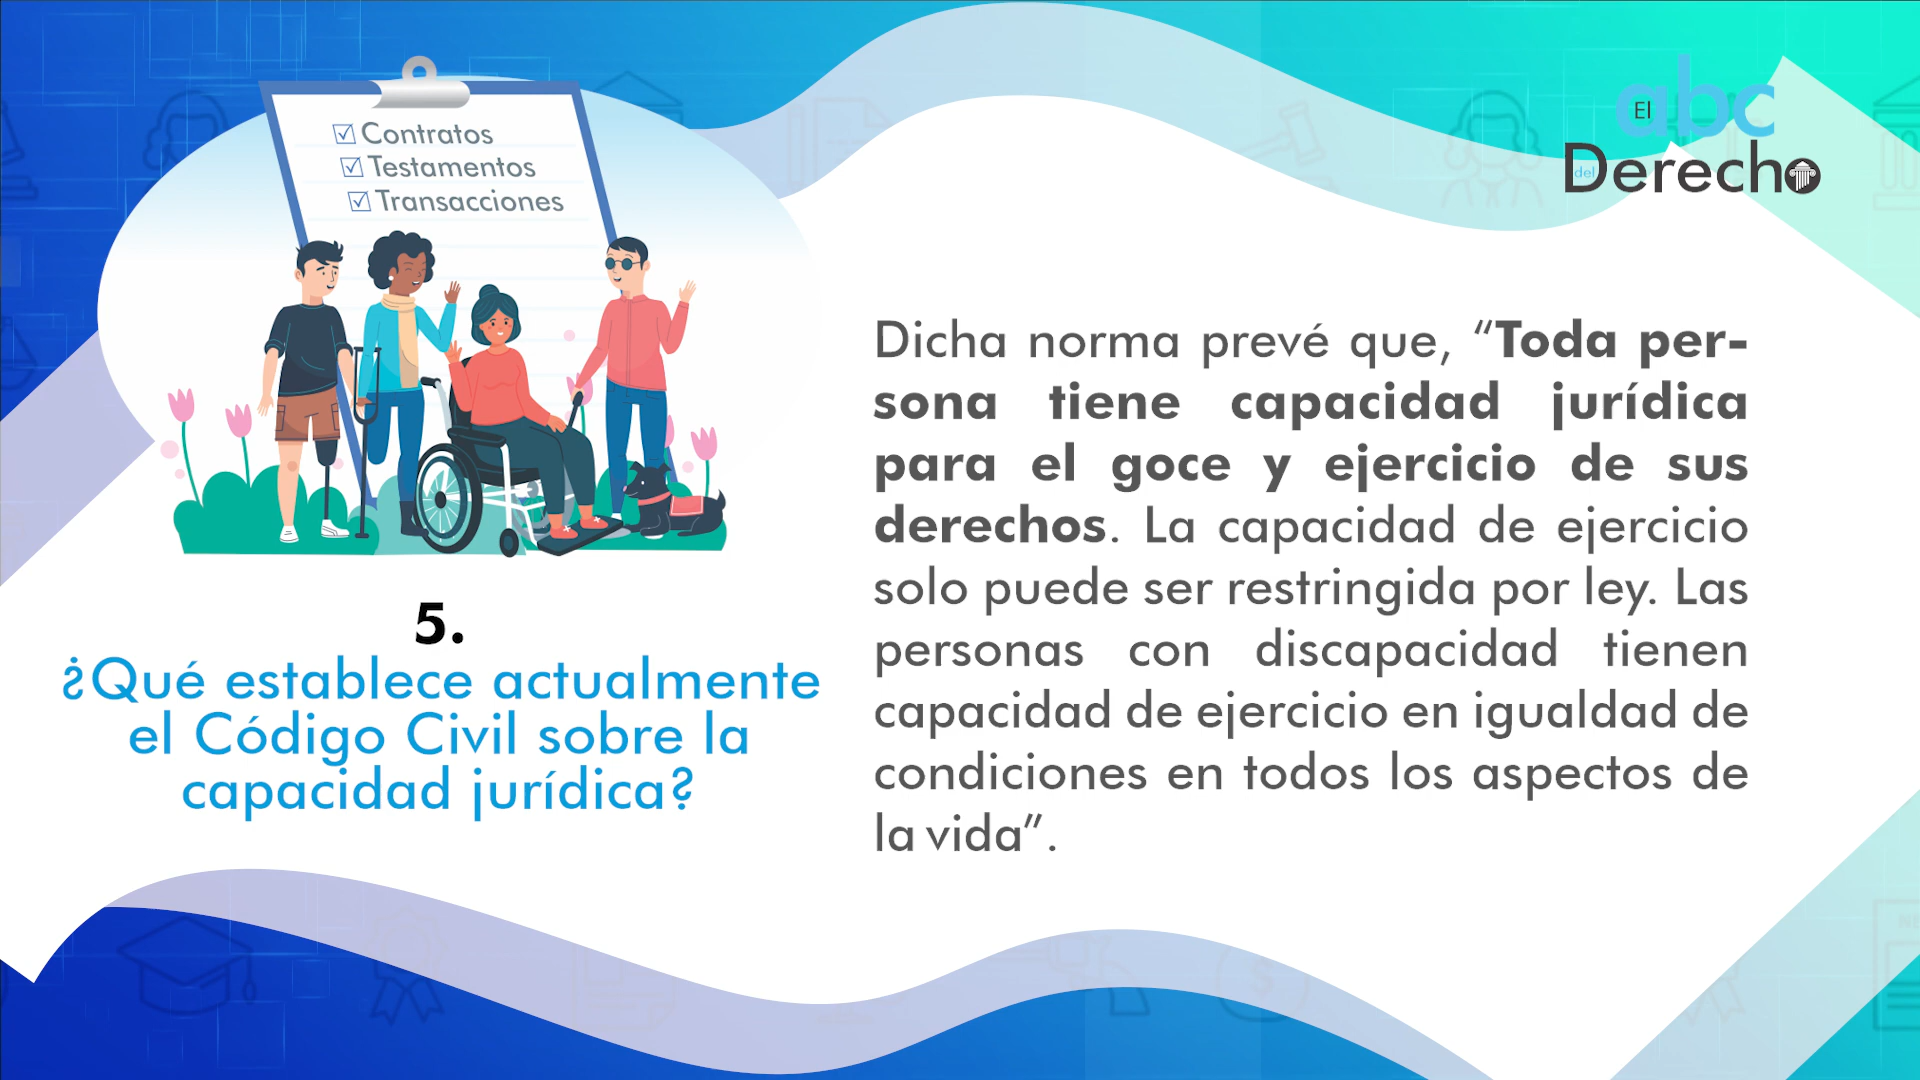 Contratos
Testamentos
Transacciones
El abc
del Derecho
5.
¿Qué establece actualmente
el Código Civil sobre la
capacidad jurídica?
Dicha norma prevé que, “Toda per-
sona tiene capacidad jurídica
para el goce y ejercicio de sus
derechos. La capacidad de ejercicio
solo puede ser restringida por ley. Las
personas con discapacidad tienen
capacidad de ejercicio en igualdad de
condiciones en todos los aspectos de
la vida”.